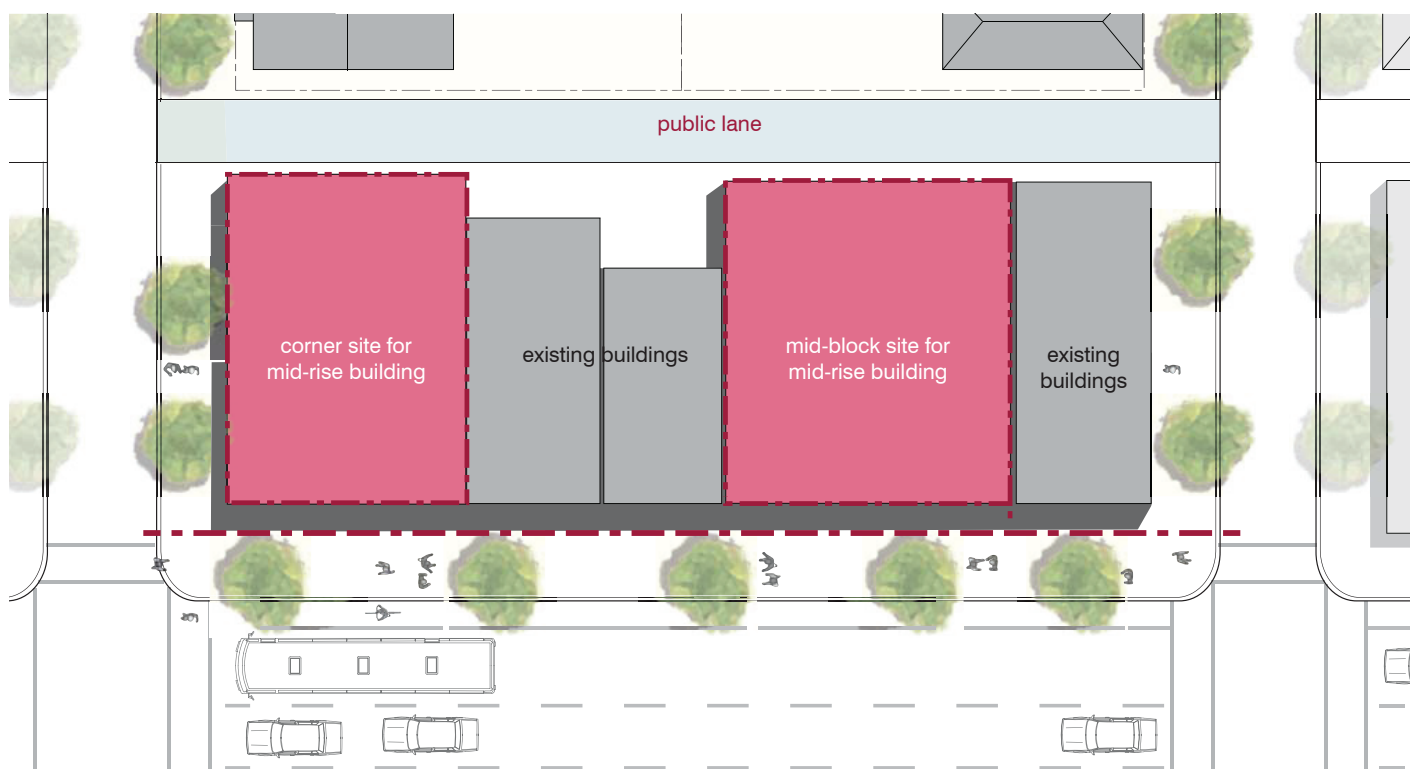 public lane
corner site for
mid-rise building
existing buildings
mid-block site for
mid-rise building
existing
buildings